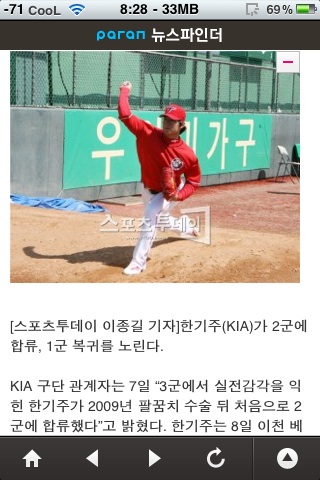 -71 CooL 8:28 - 33MB 69%
paran 뉴스파인더
우리메가구
스포츠투데이
[스포츠투데이 이종길 기자]한기주(KIA)가 2군에
합류, 1군 복귀를 노린다.
KIA 구단 관계자는 7일 “3군에서 실전감각을 익
힌 한기주가 2009년 팔꿈치 수술 뒤 처음으로 2
군에 합류했다”고 밝혔다. 한기주는 8일 이천 베